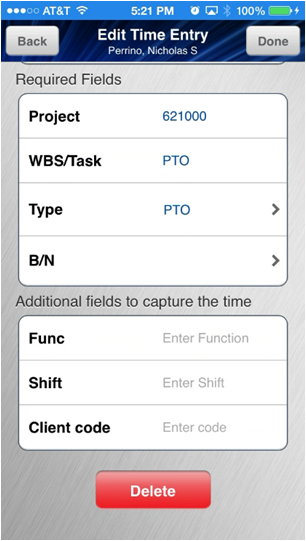 AT&T 5:21 PM 100%
Back Edit Time Entry Done
Perrino, Nicholas S
Required Fields
Project 621000
WBS/Task PTO
Type PTO
B/N
Additional fields to capture the time
Func Enter Function
Shift Enter Shift
Client code Enter code
Delete